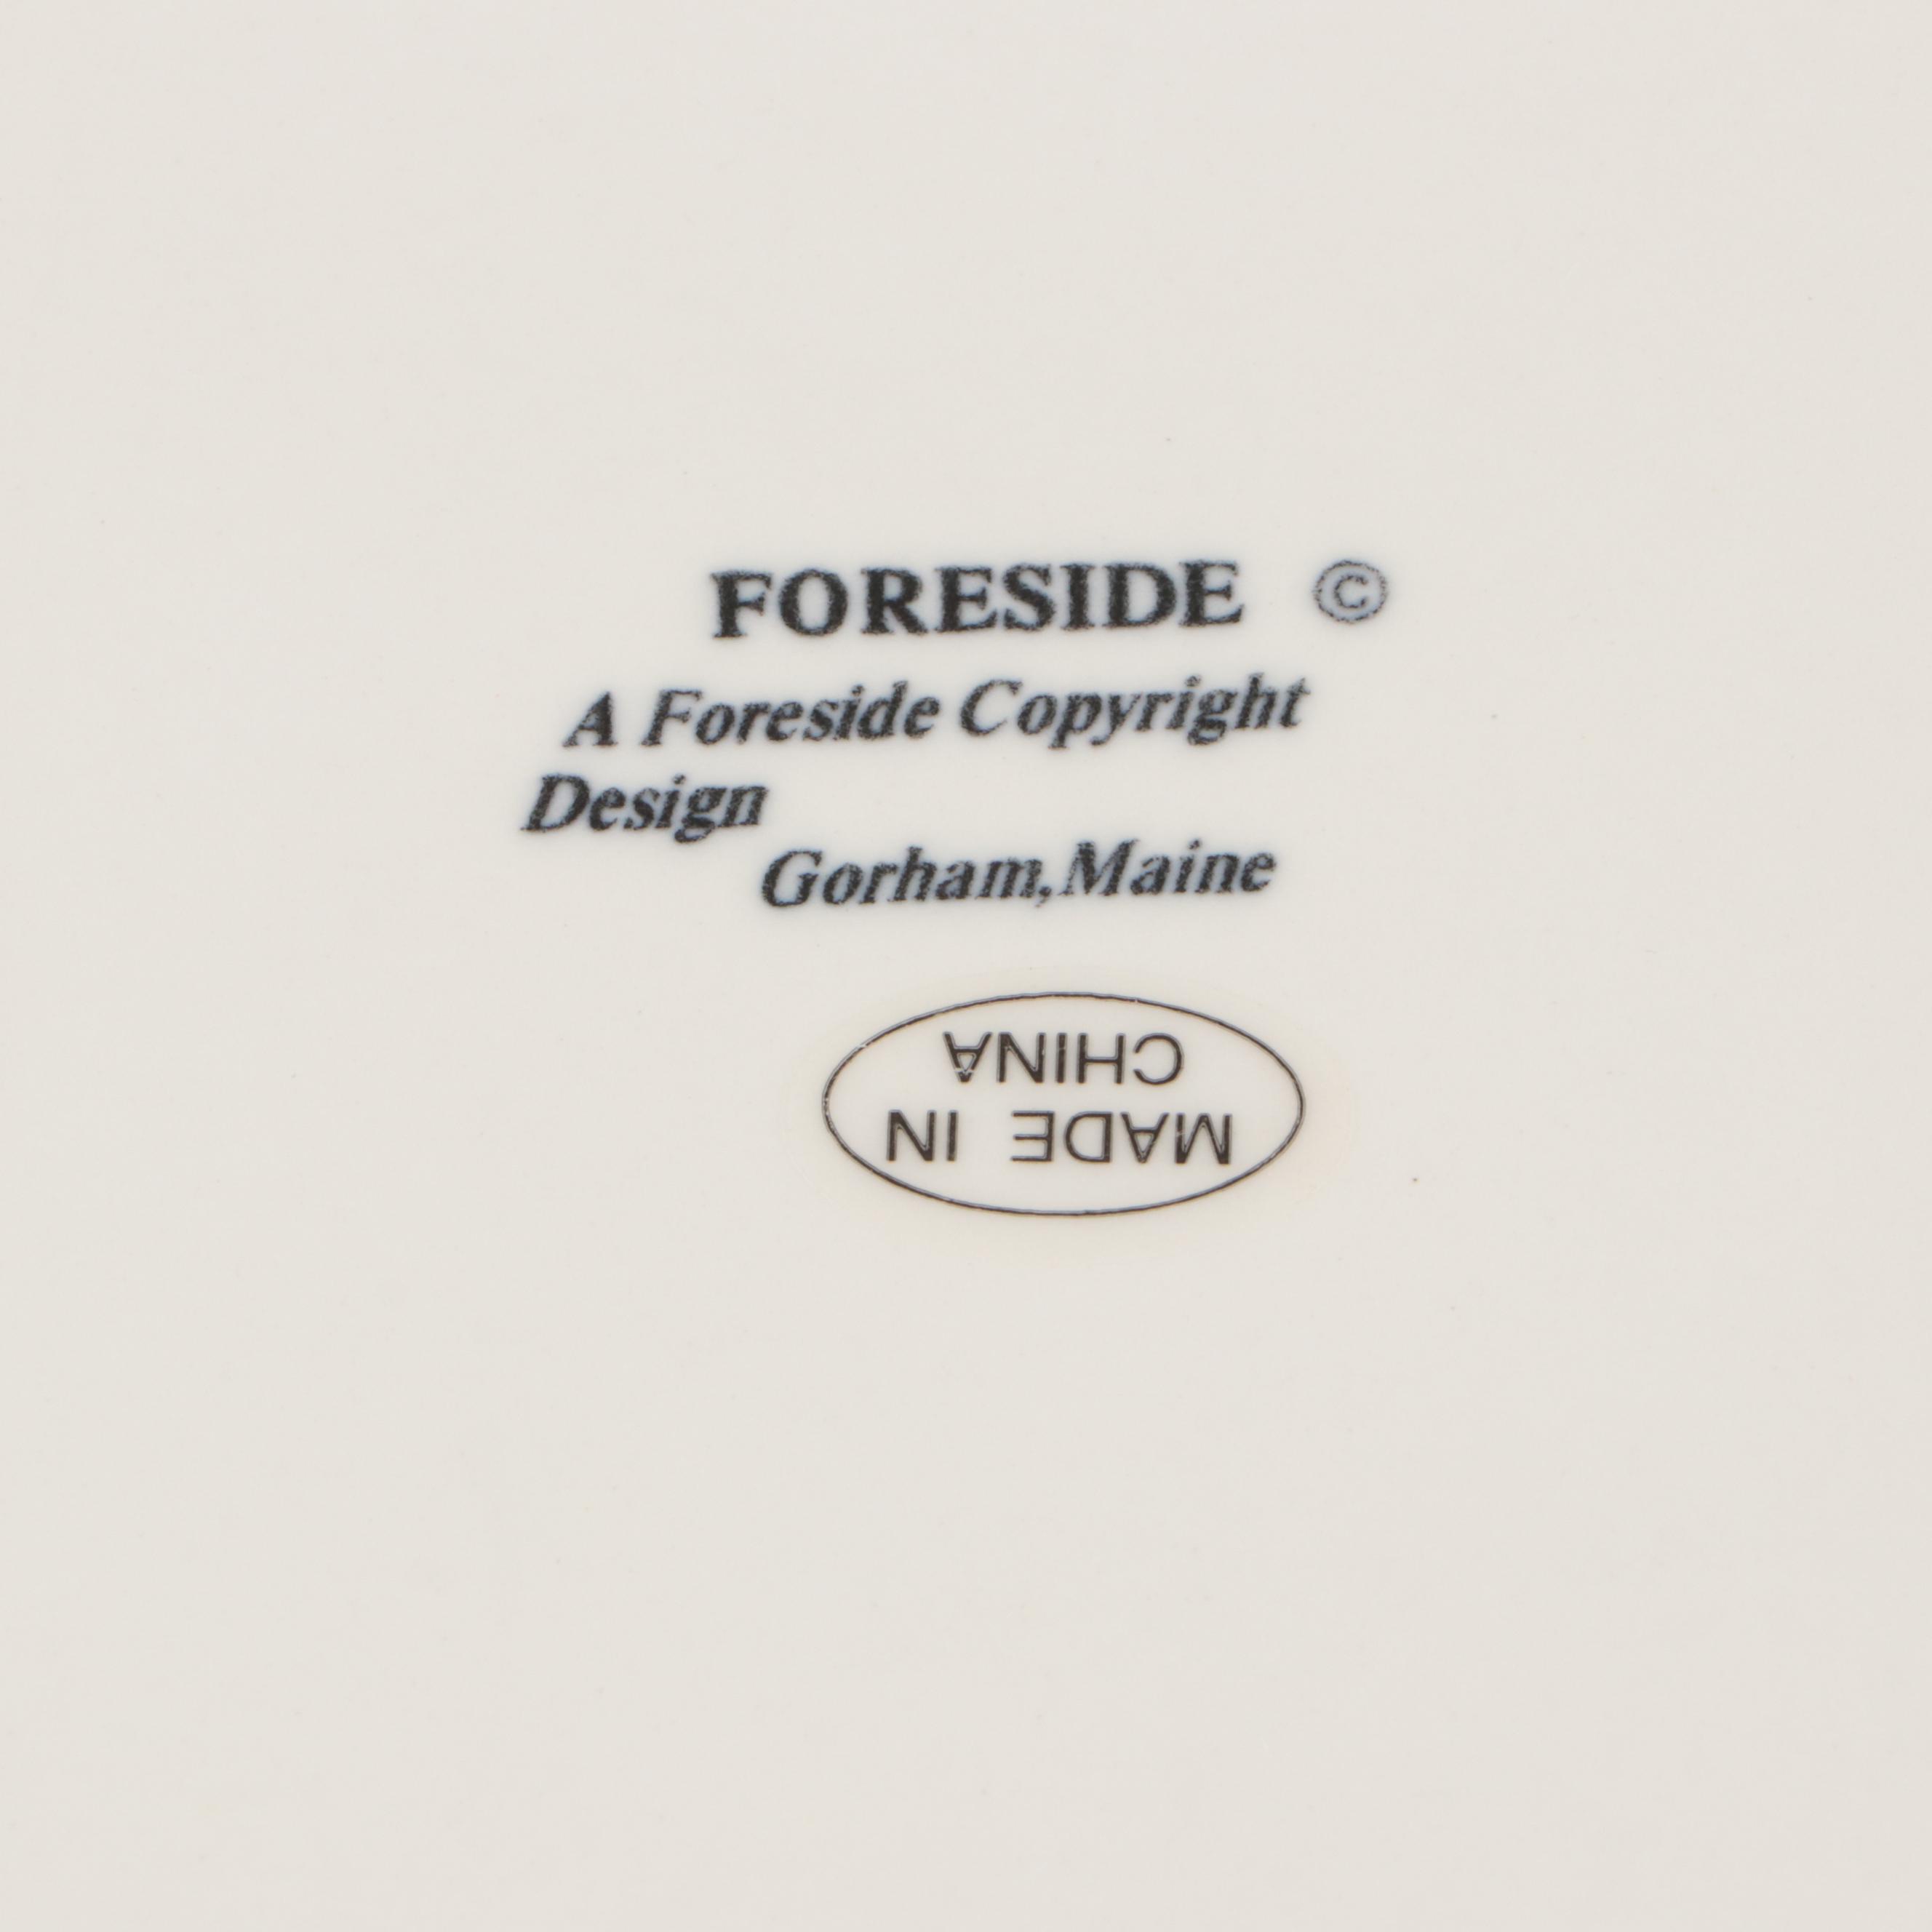 FORESIDE ©
A Foreside Copyright
Design
Gorham,Maine
MADE IN
CHINA